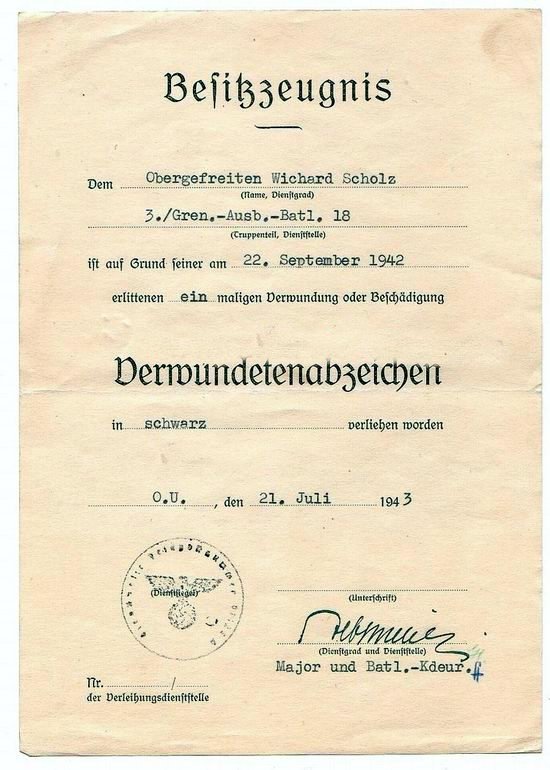 Besitzzeugnis
Dem Obergefreiten Wichard Scholz
(Name, Dienstgrad)
3./Gren.-Ausb.-Batl. 18
(Truppenteil, Dienststelle)
ist auf Grund seiner am 22. September 1942
erlittenen ein maligen Verwundung oder Beschädigung
Verwundetenabzeichen
in schwarz verliehen worden
O.U. , den 21. Juli 1943
(Dienstsiegel)
(Unterschrift)
(Dienstgrad und Dienststelle)
Major und Batl.-Kdeur.
Nr. /
der Verleihungsdienststelle